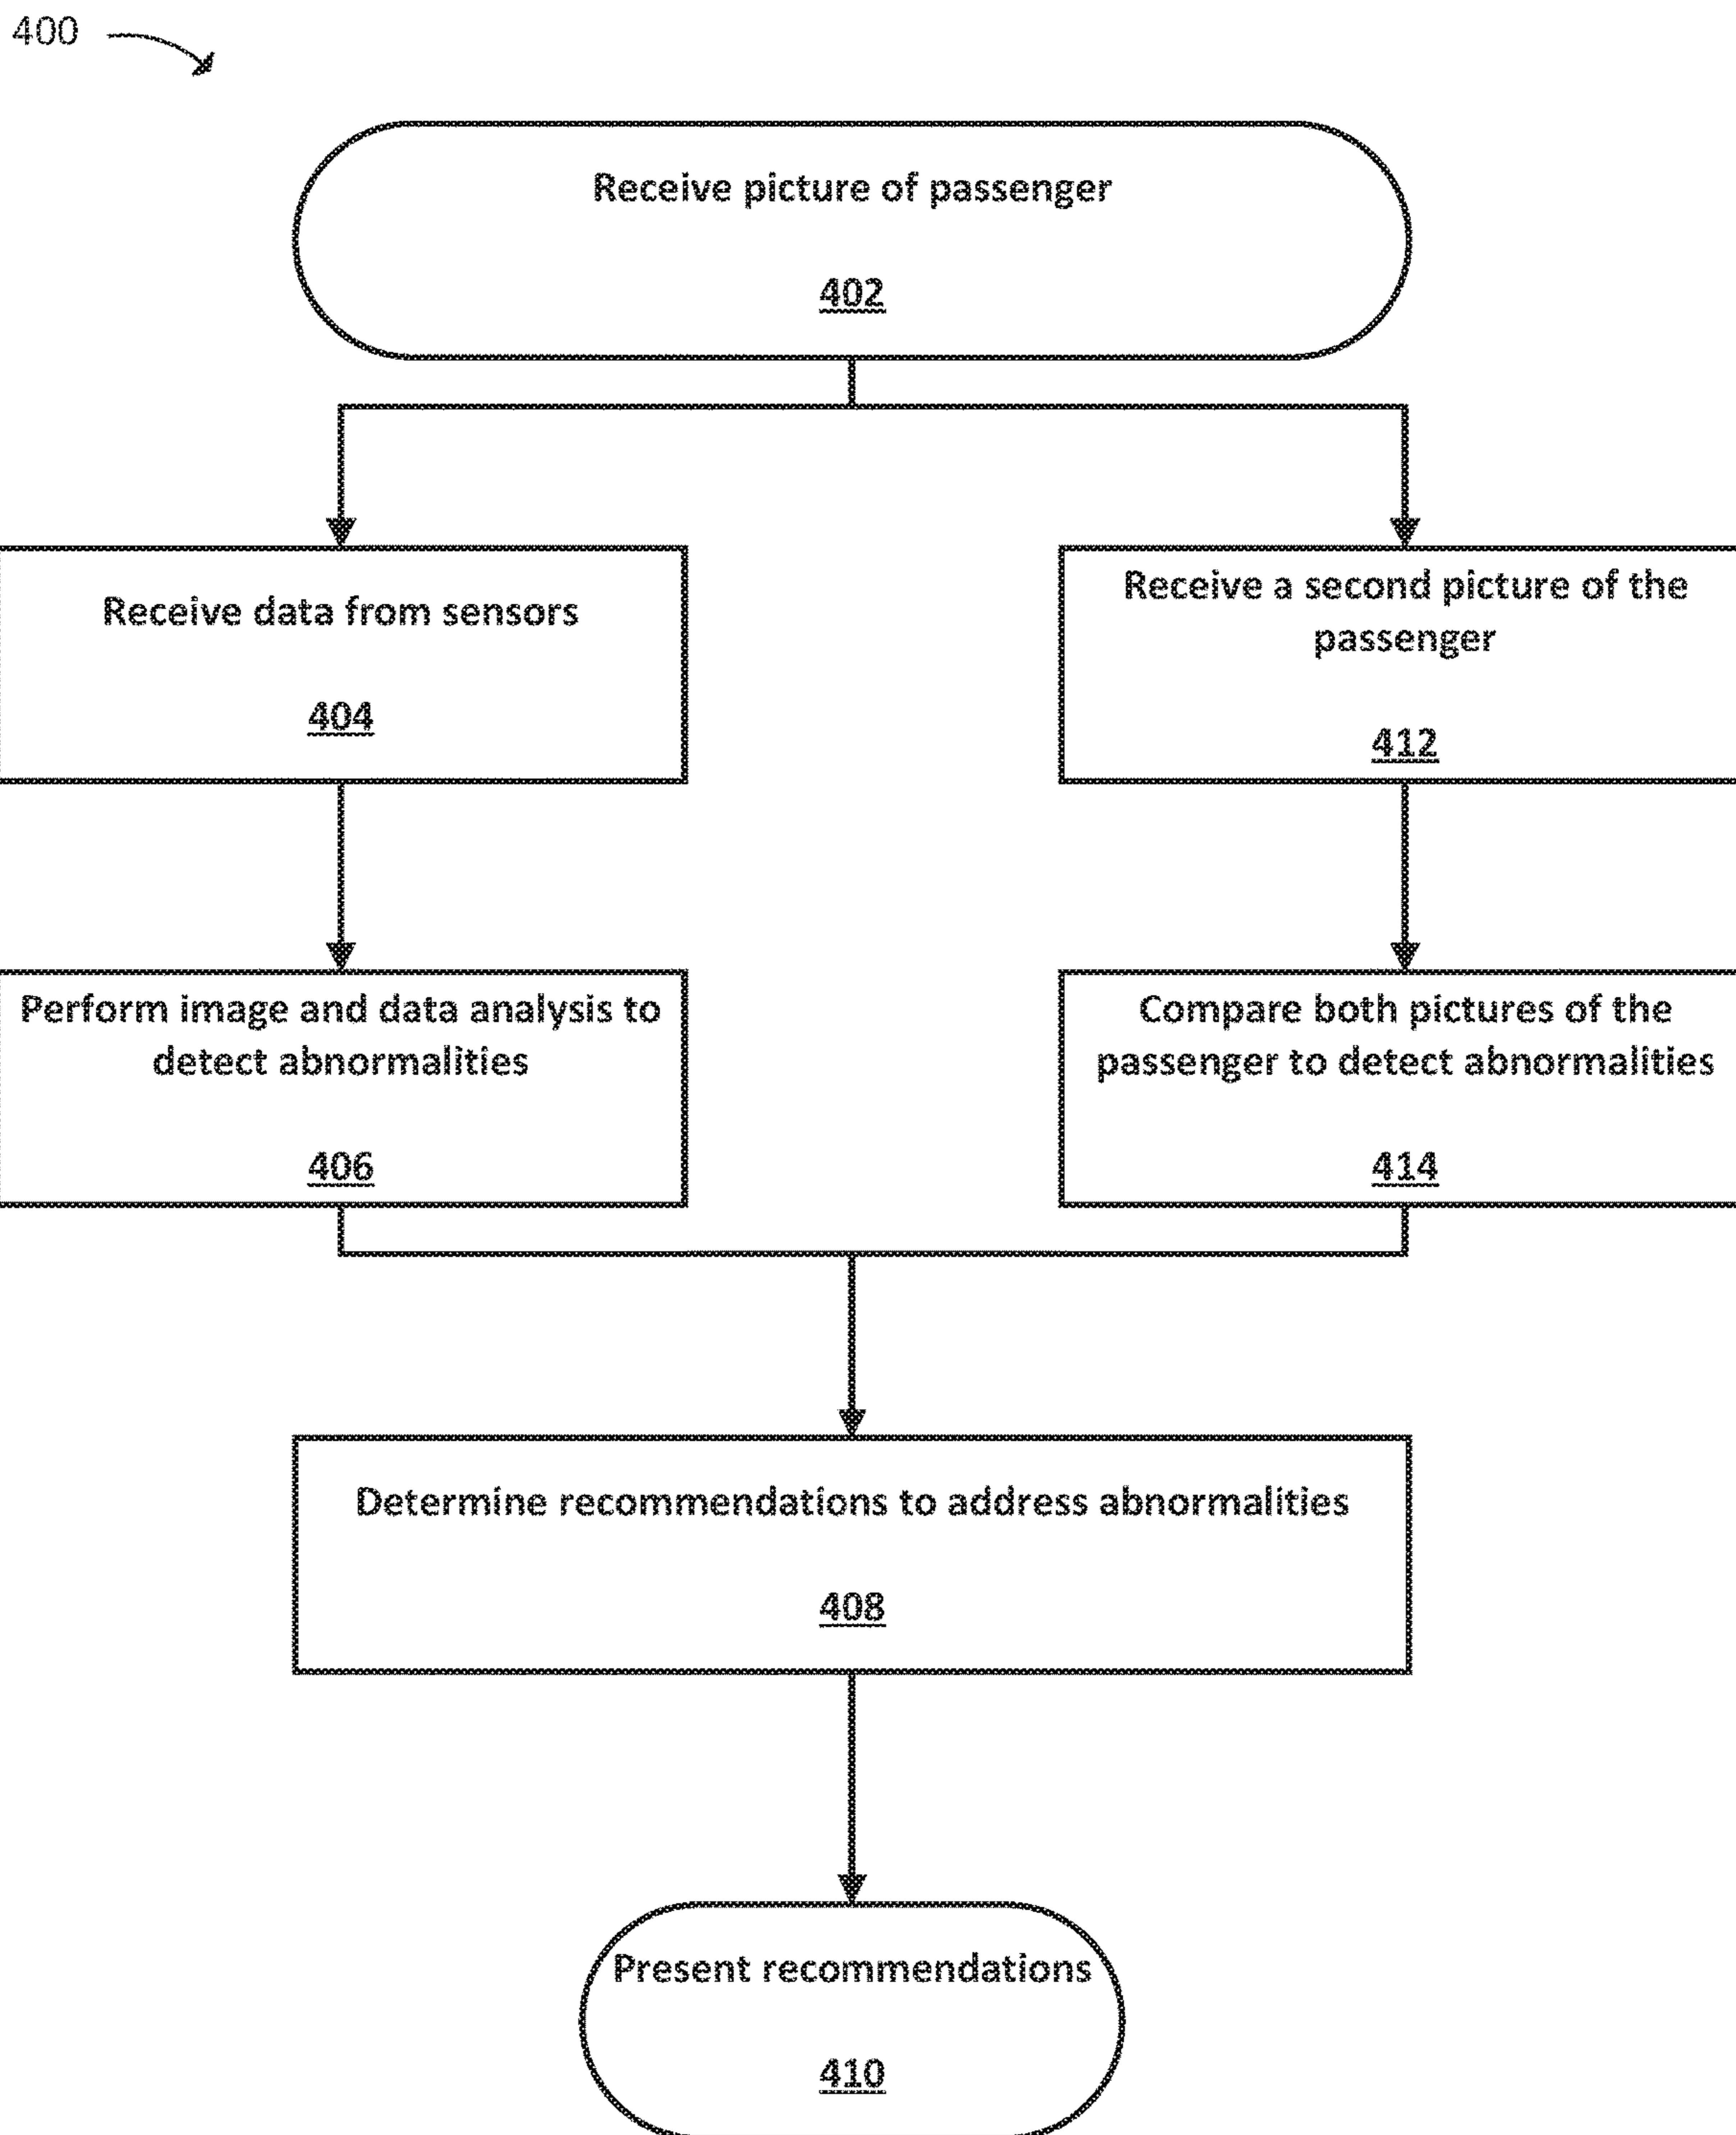 400
Receive picture of passenger
402
Receive data from sensors
404
Receive a second picture of the
passenger
412
Perform image and data analysis to
detect abnormalities
406
Compare both pictures of the
passenger to detect abnormalities
414
Determine recommendations to address abnormalities
408
Present recommendations
410